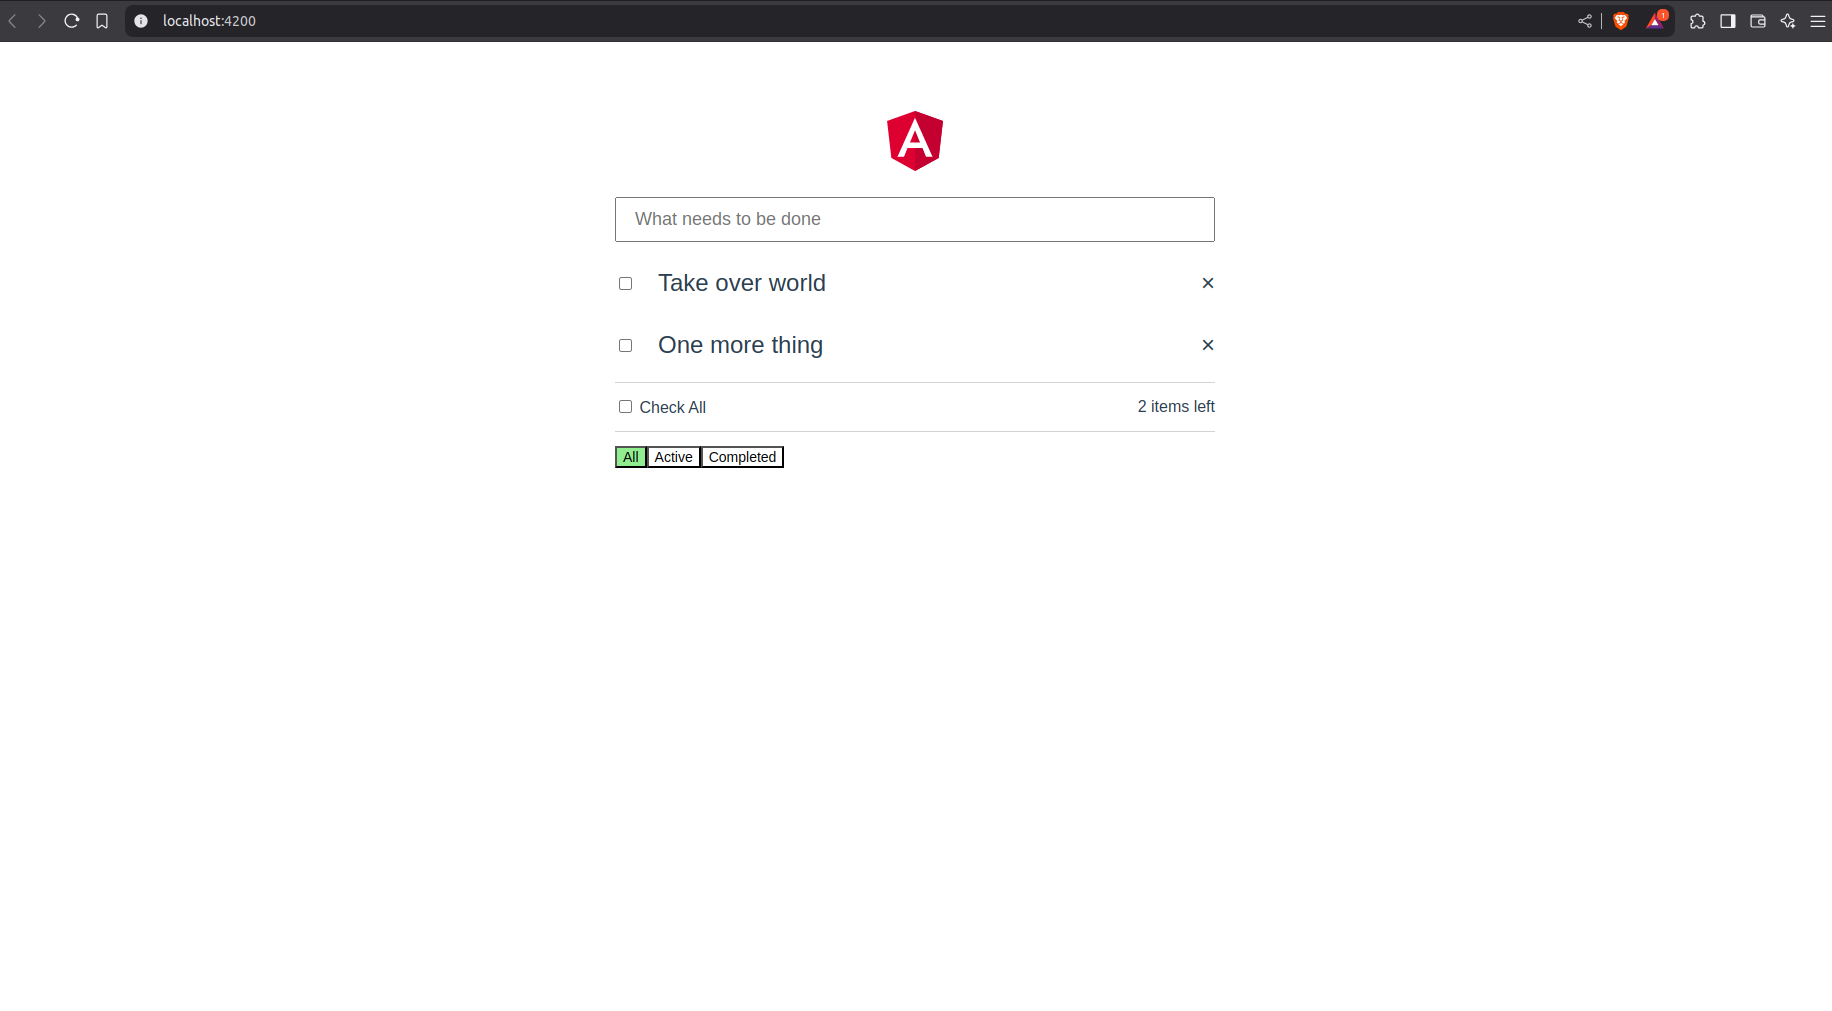 localhost:4200
1
A
What needs to be done
Take over world ×
One more thing ×
Check All 2 items left
All Active Completed